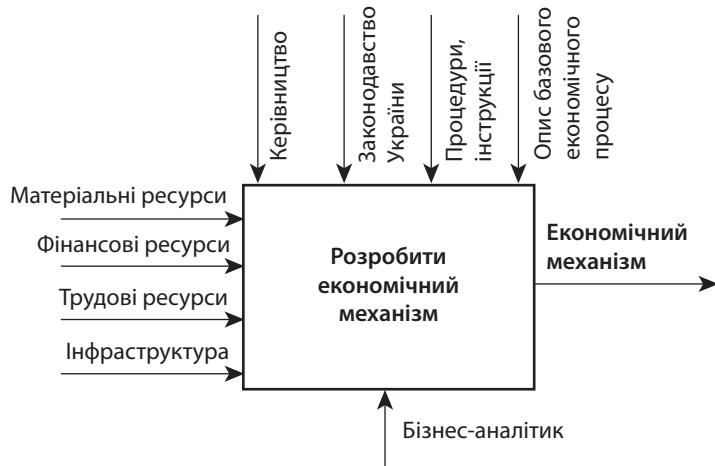 Керівництво
Законодавство
України
Процедури,
інструкції
Опис базового
економічного
процесу
Матеріальні ресурси
Фінансові ресурси
Трудові ресурси
Інфраструктура
Розробити
економічний
механізм
Економічний
механізм
Бізнес-аналітик